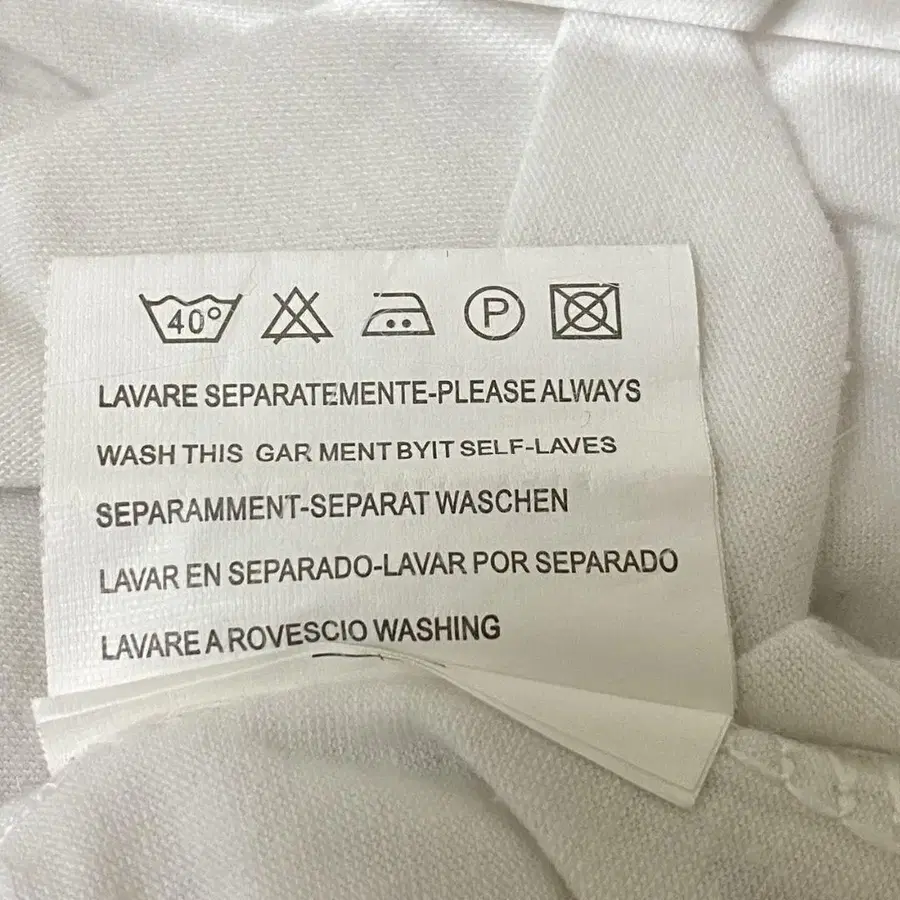 40°
P
LAVARE SEPARATEMENTE-PLEASE ALWAYS
WASH THIS GAR MENT BYIT SELF-LAVES
SEPARAMMENT-SEPARAT WASCHEN
LAVAR EN SEPARADO-LAVAR POR SEPARADO
LAVARE A ROVESCIO WASHING